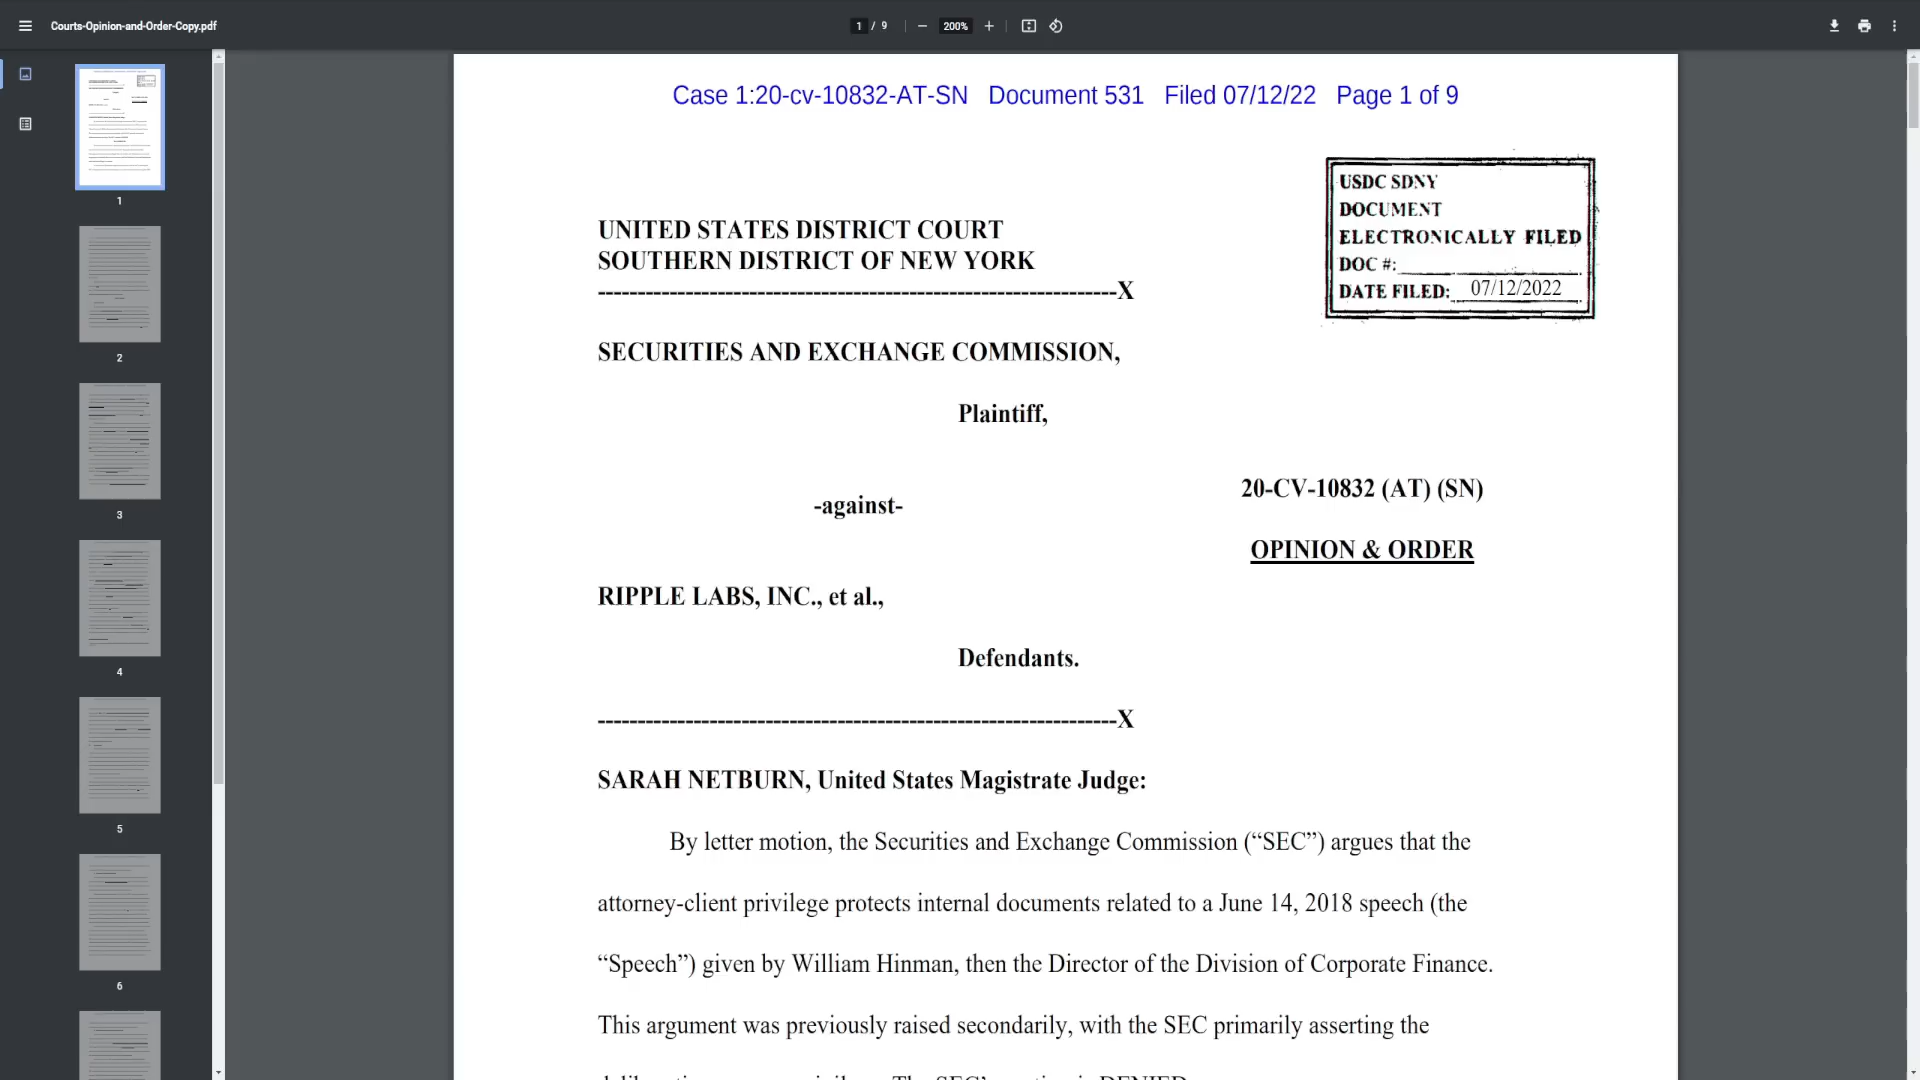 Courts-Opinion-and-Order-Copy.pdf
1 / 9
200%
1
2
3
4
5
6
Case 1:20-cv-10832-AT-SN Document 531 Filed 07/12/22 Page 1 of 9
USDC SDNY
DOCUMENT
ELECTRONICALLY FILED
DOC #:
DATE FILED: 07/12/2022
UNITED STATES DISTRICT COURT
SOUTHERN DISTRICT OF NEW YORK
-----------------------------------------------------------------X
SECURITIES AND EXCHANGE COMMISSION,
Plaintiff,
-against-
20-CV-10832 (AT) (SN)
OPINION & ORDER
RIPPLE LABS, INC., et al.,
Defendants.
-----------------------------------------------------------------X
SARAH NETBURN, United States Magistrate Judge:
By letter motion, the Securities and Exchange Commission (“SEC”) argues that the
attorney-client privilege protects internal documents related to a June 14, 2018 speech (the
“Speech”) given by William Hinman, then the Director of the Division of Corporate Finance.
This argument was previously raised secondarily, with the SEC primarily asserting the